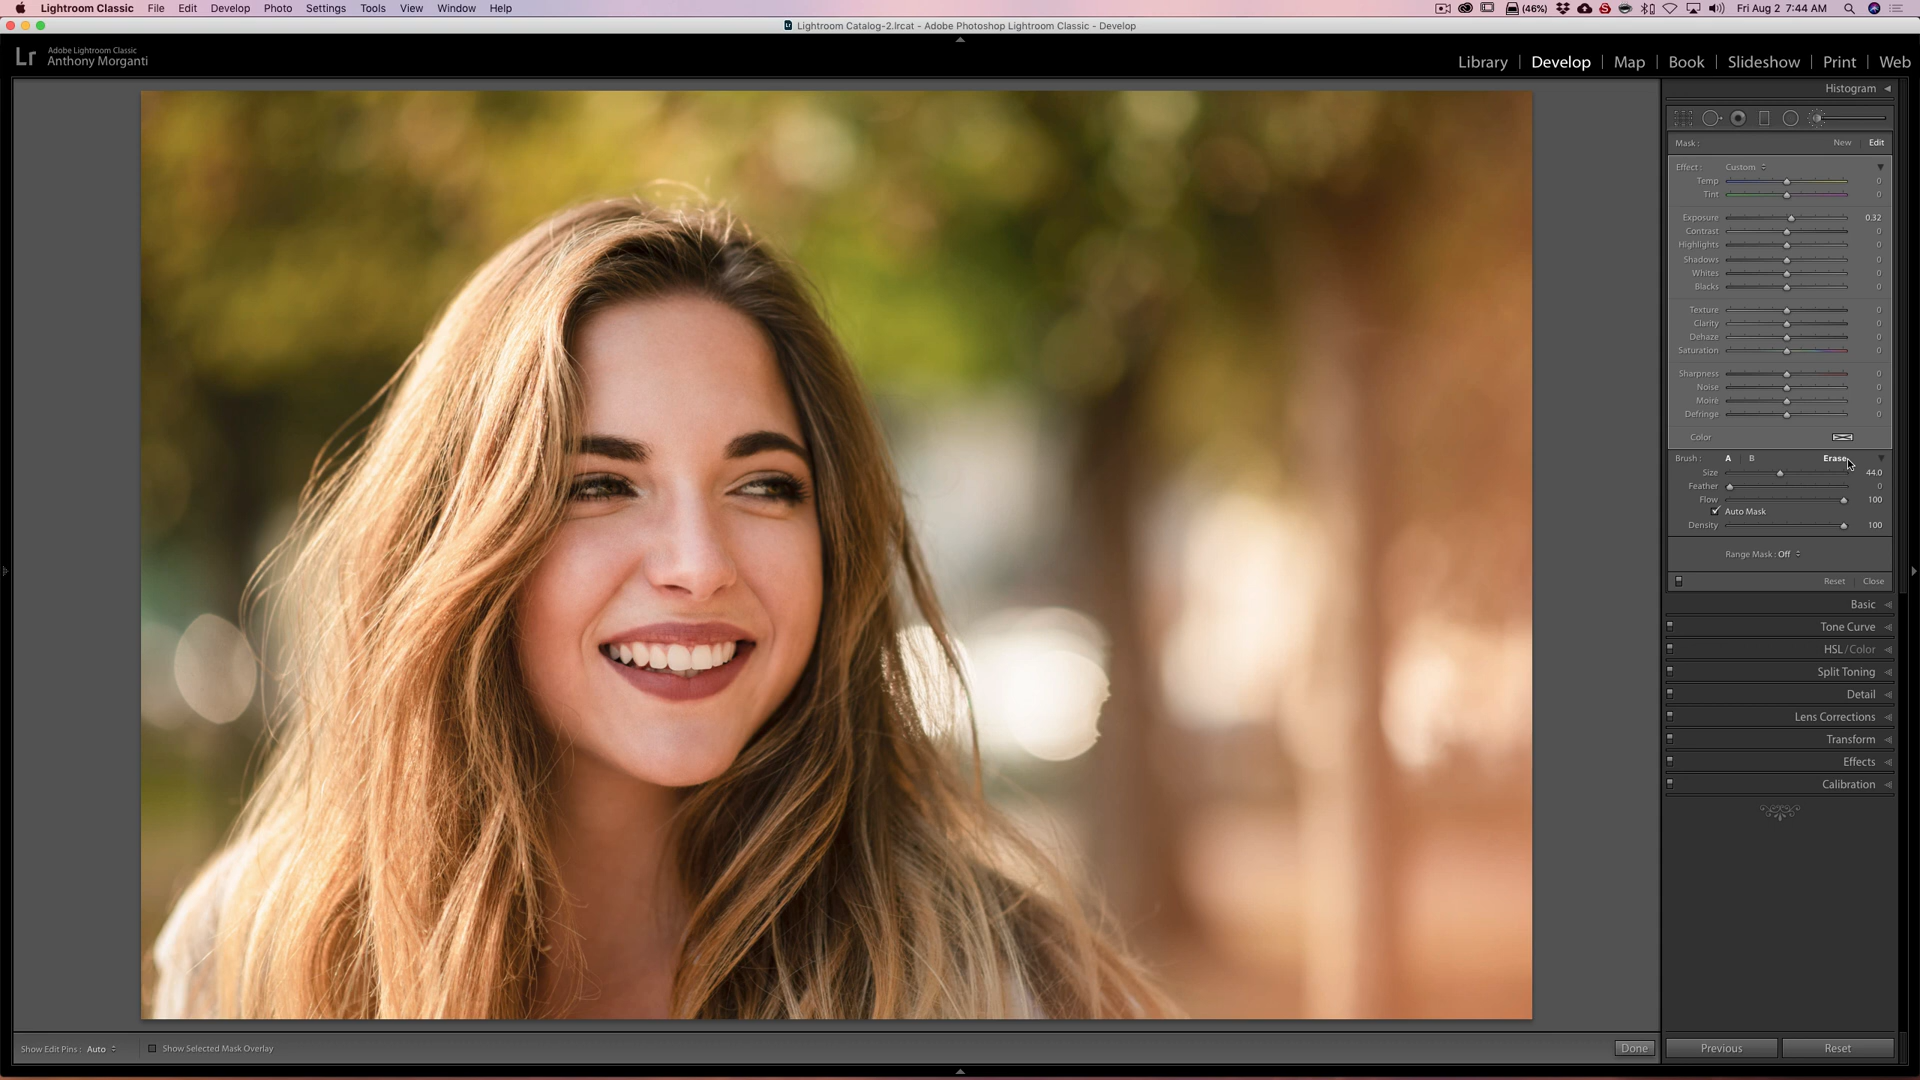 Lightroom Classic File Edit Develop Photo Settings Tools View Window Help (46%) Fri Aug 2 7:44 AM
Lightroom Catalog-2.lrcat - Adobe Photoshop Lightroom Classic - Develop
Lr Adobe Lightroom Classic
Anthony Morganti
Library | Develop | Map | Book | Slideshow | Print | Web
Histogram
Mask : New Edit
Effect : Custom
Temp 0
Tint 0
Exposure 0.32
Contrast 0
Highlights 0
Shadows 0
Whites 0
Blacks 0
Texture 0
Clarity 0
Dehaze 0
Saturation 0
Sharpness 0
Noise 0
Moire 0
Defringe 0
Color
Brush : A | B Erase
Size 44.0
Feather 0
Flow 100
Auto Mask
Density 100
Range Mask : Off
Reset | Close
Basic
Tone Curve
HSL / Color
Split Toning
Detail
Lens Corrections
Transform
Effects
Calibration
Show Edit Pins : Auto Show Selected Mask Overlay Done
Previous Reset